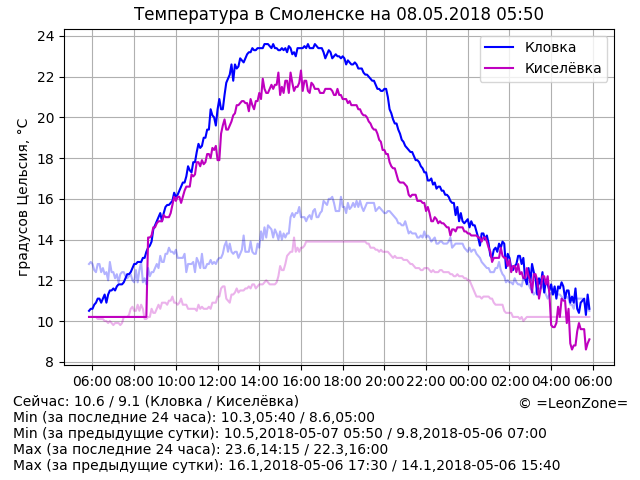 Температура в Смоленске на 08.05.2018 05:50
градусов Цельсия, °C
24
22
20
18
16
14
12
10
8
Кловка
Киселёвка
06:00 08:00 10:00 12:00 14:00 16:00 18:00 20:00 22:00 00:00 02:00 04:00 06:00
Сейчас: 10.6 / 9.1 (Кловка / Киселёвка)
© =LeonZone=
Min (за последние 24 часа): 10.3,05:40 / 8.6,05:00
Min (за предыдущие сутки): 10.5,2018-05-07 05:50 / 9.8,2018-05-06 07:00
Max (за последние 24 часа): 23.6,14:15 / 22.3,16:00
Max (за предыдущие сутки): 16.1,2018-05-06 17:30 / 14.1,2018-05-06 15:40